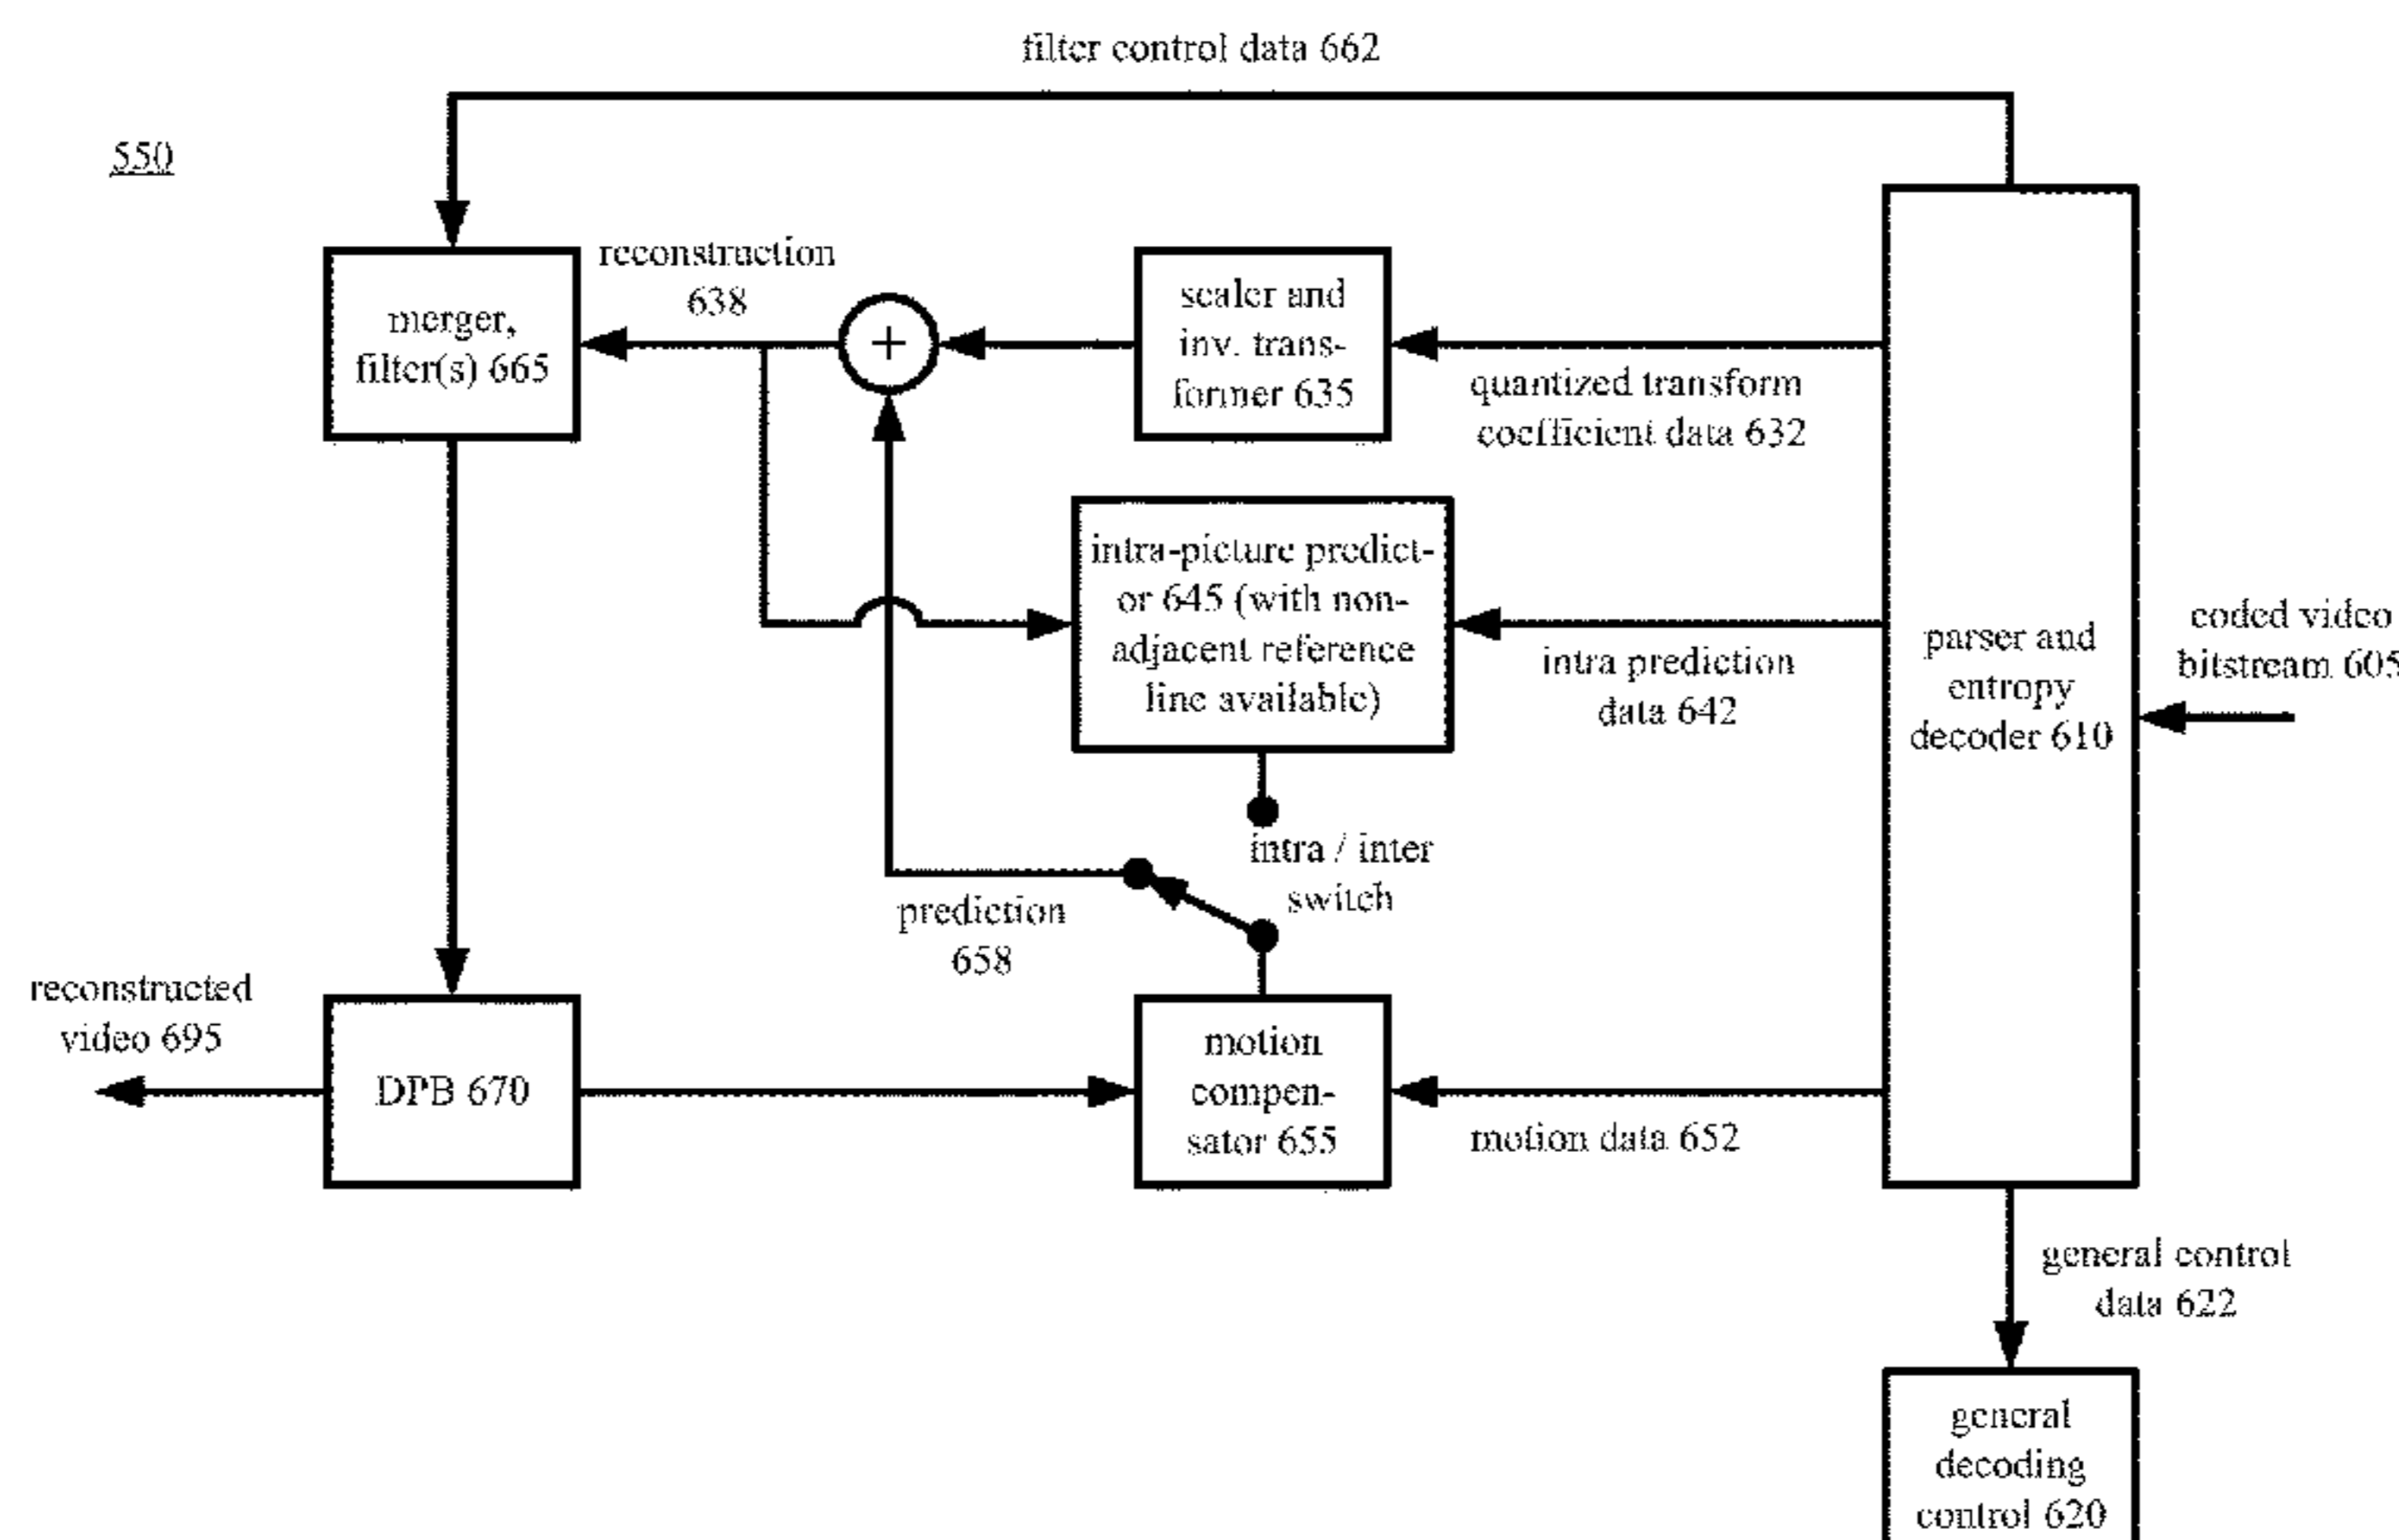 filter control data 662
550
merger,
filter(s) 665
reconstruction
638
+
scaler and
inv. trans-
former 635
quantized transform
coefficient data 632
intra-picture predict-
or 645 (with non-
adjacent reference
line available)
intra prediction
data 642
parser and
entropy
decoder 610
coded video
bitstream 605
intra / inter
switch
prediction
658
reconstructed
video 695
DPB 670
motion
compen-
sator 655
motion data 652
general control
data 622
general
decoding
control 620